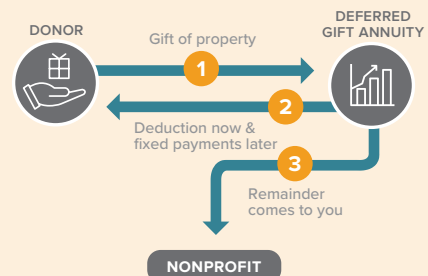 DONOR
DEFERRED
GIFT ANNUITY
Gift of property
1
2
Deduction now &
fixed payments later
3
Remainder
comes to you
NONPROFIT